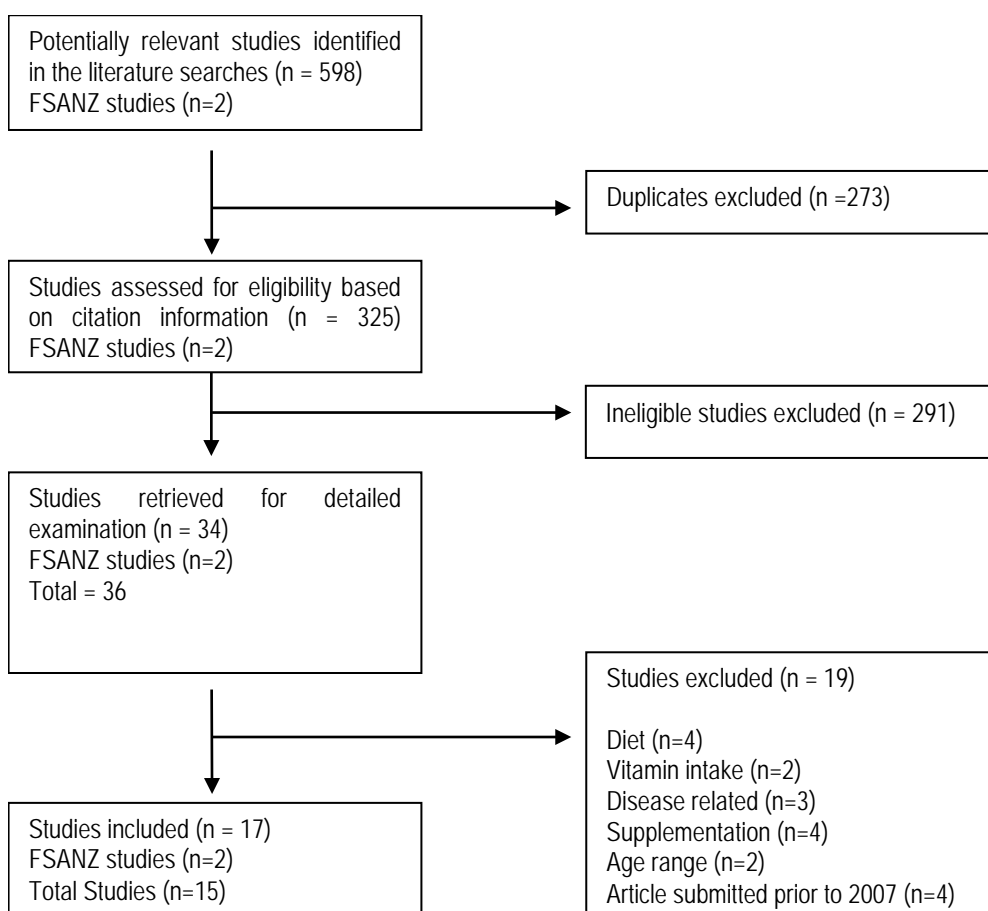 Potentially relevant studies identified
in the literature searches (n = 598)
FSANZ studies (n=2)
Duplicates excluded (n =273)
Studies assessed for eligibility based
on citation information (n = 325)
FSANZ studies (n=2)
Ineligible studies excluded (n = 291)
Studies retrieved for detailed
examination (n = 34)
FSANZ studies (n=2)
Total = 36
Studies excluded (n = 19)
Diet (n=4)
Vitamin intake (n=2)
Disease related (n=3)
Supplementation (n=4)
Age range (n=2)
Article submitted prior to 2007 (n=4)
Studies included (n = 17)
FSANZ studies (n=2)
Total Studies (n=15)